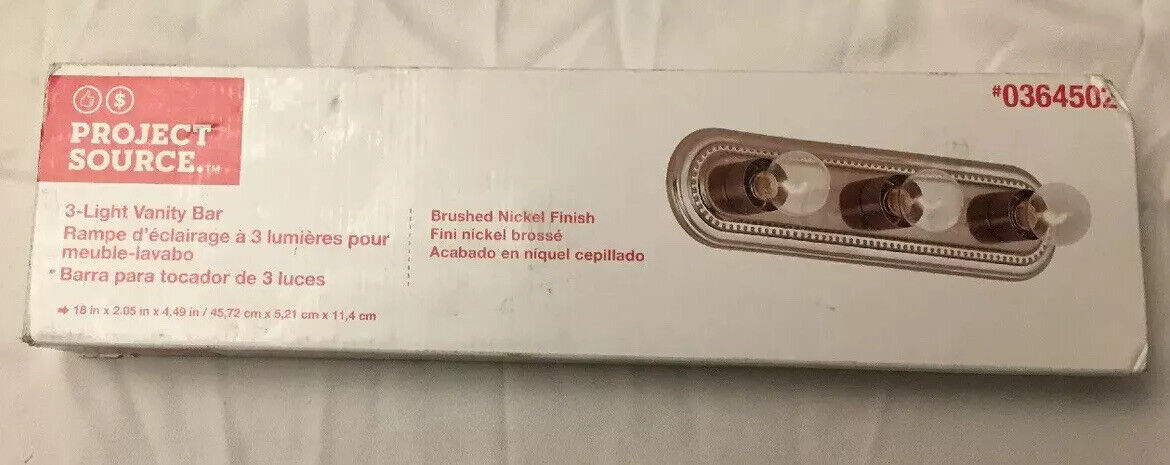 PROJECT
SOURCE.™
3-Light Vanity Bar
Rampe d'éclairage à 3 lumières pour
meuble-lavabo
Barra para tocador de 3 luces
18 in x 2.05 in x 4.49 in / 45,72 cm x 5,21 cm x 11,4 cm
Brushed Nickel Finish
Fini nickel brossé
Acabado en níquel cepillado
#0364502
$